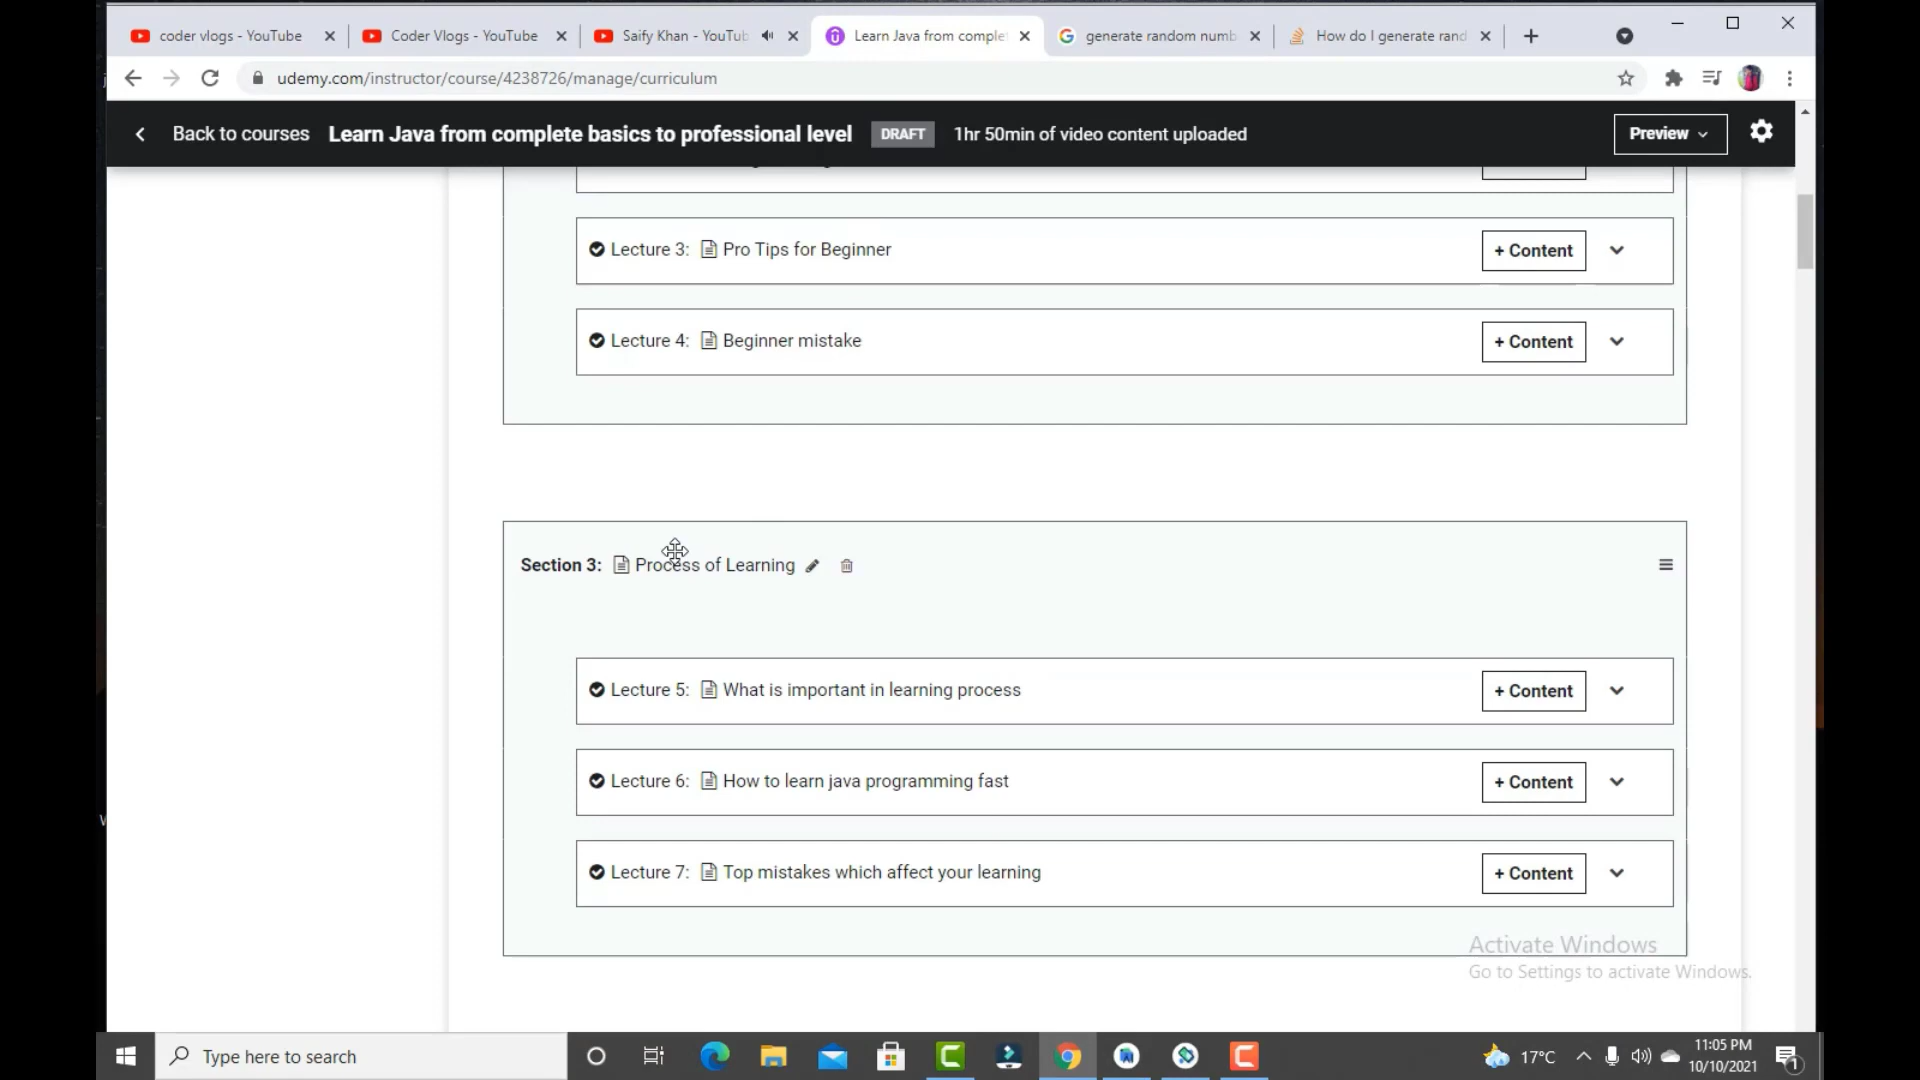 coder vlogs - YouTube
Coder Vlogs - YouTube
Saify Khan - YouTub
Learn Java from comple
generate random numb
How do I generate rand
udemy.com/instructor/course/4238726/manage/curriculum
Back to courses Learn Java from complete basics to professional level DRAFT 1hr 50min of video content uploaded Preview
Lecture 3: Pro Tips for Beginner + Content
Lecture 4: Beginner mistake + Content
Section 3: Process of Learning
Lecture 5: What is important in learning process + Content
Lecture 6: How to learn java programming fast + Content
Lecture 7: Top mistakes which affect your learning + Content
Activate Windows
Go to Settings to activate Windows.
Type here to search
17°C
11:05 PM
10/10/2021
1